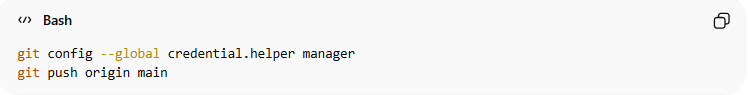 Bash
git config --global credential.helper manager
git push origin main